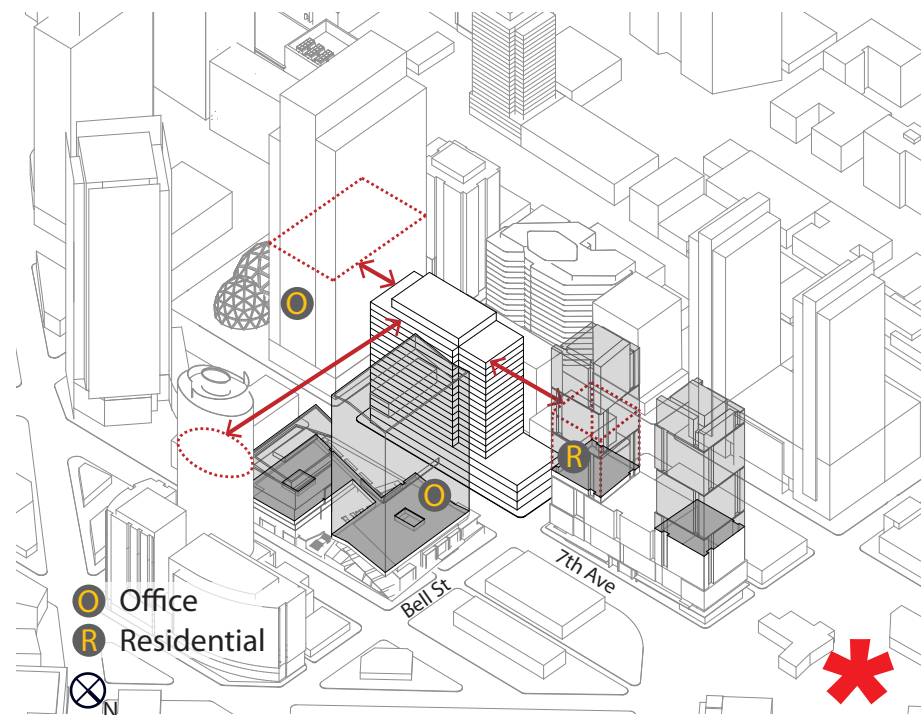 O
R
O
7th Ave
Bell St
O Office
R Residential
N